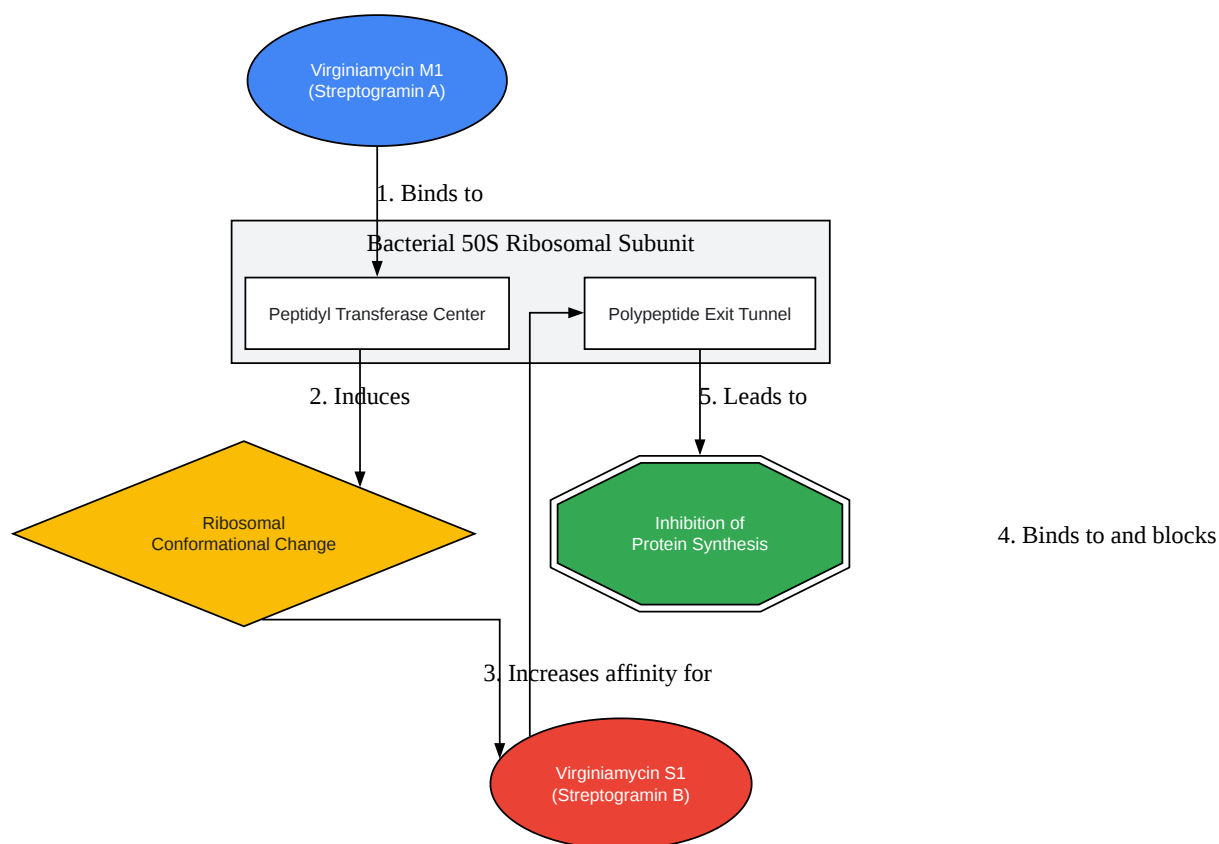 Virginiamycin M1
(Streptogramin A)
1. Binds to
Bacterial 50S Ribosomal Subunit
Peptidyl Transferase Center
Polypeptide Exit Tunnel
2. Induces
5. Leads to
Ribosomal
Conformational Change
Inhibition of
Protein Synthesis
4. Binds to and blocks
3. Increases affinity for
Virginiamycin S1
(Streptogramin B)